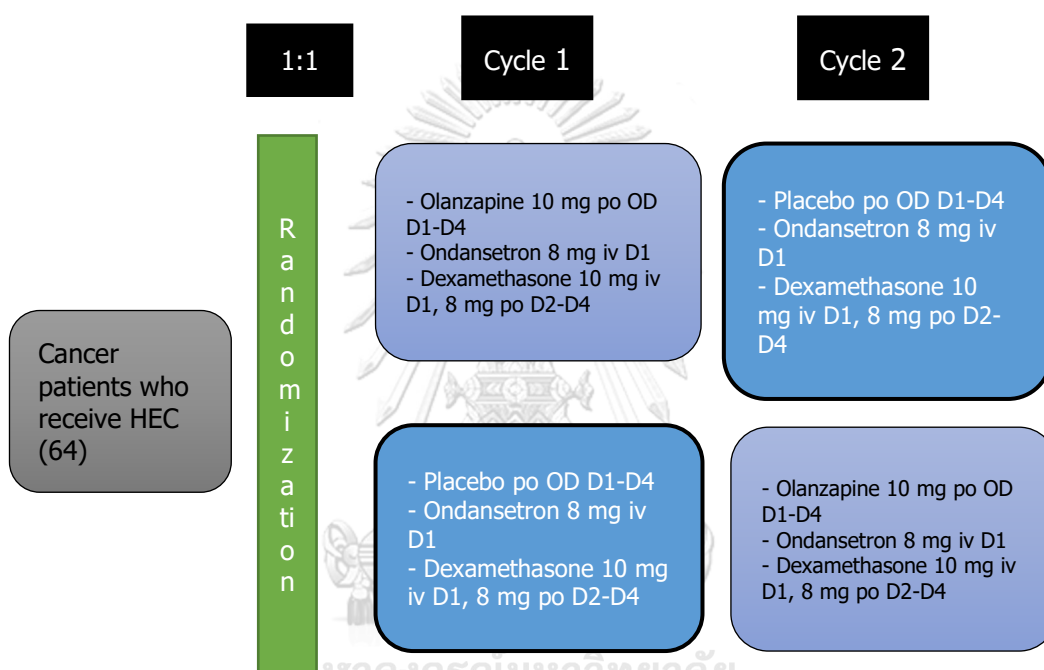 1:1
Cycle 1
Cycle 2
Cancer
patients who
receive HEC
(64)
Randomization
- Olanzapine 10 mg po OD
D1-D4
- Ondansetron 8 mg iv D1
- Dexamethasone 10 mg iv
D1, 8 mg po D2-D4
- Placebo po OD D1-D4
- Ondansetron 8 mg iv
D1
- Dexamethasone 10
mg iv D1, 8 mg po D2-
D4
- Placebo po OD D1-D4
- Ondansetron 8 mg iv
D1
- Dexamethasone 10 mg
iv D1, 8 mg po D2-D4
- Olanzapine 10 mg po OD
D1-D4
- Ondansetron 8 mg iv D1
- Dexamethasone 10 mg iv
D1, 8 mg po D2-D4